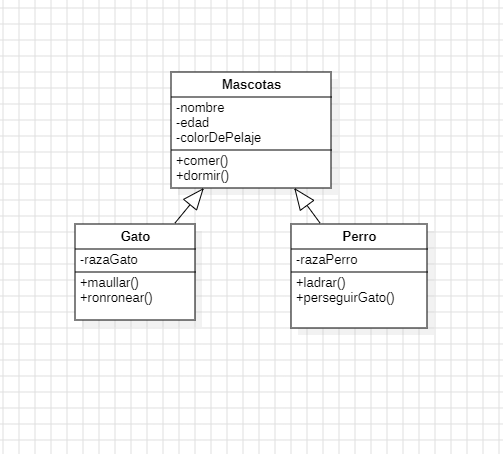 Mascotas
-nombre
-edad
-colorDePelaje
+comer()
+dormir()
Gato
-razaGato
+maullar()
+ronronear()
Perro
-razaPerro
+ladrar()
+perseguirGato()